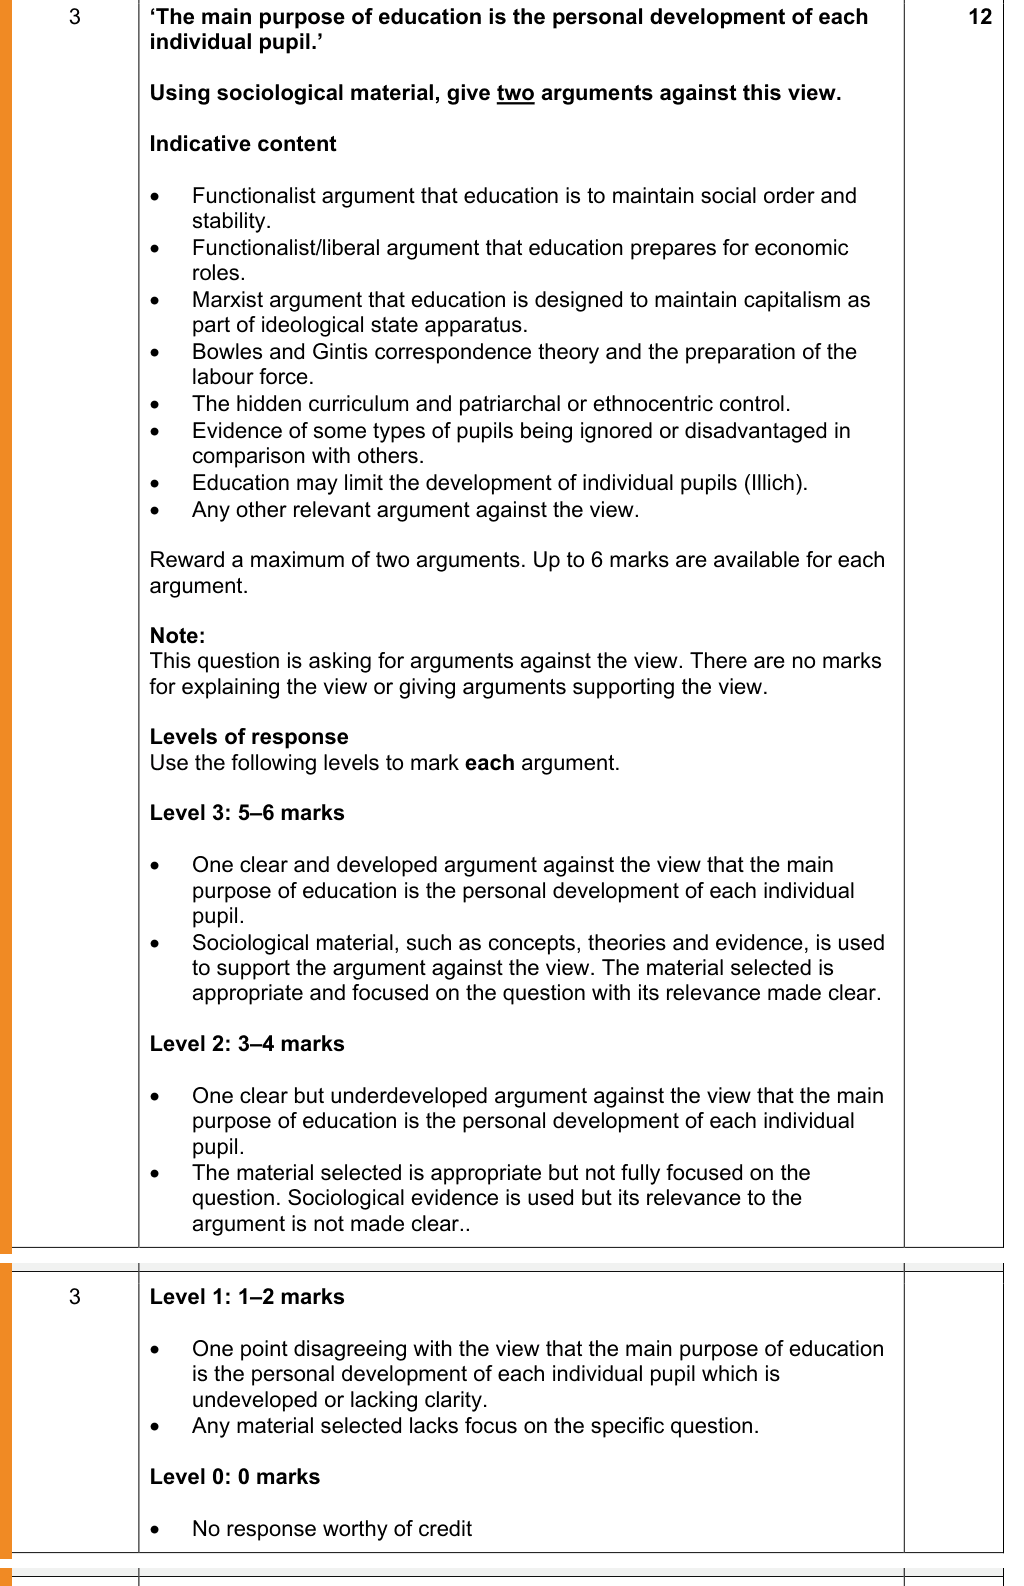 3
‘The main purpose of education is the personal development of each
individual pupil.’
12
Using sociological material, give two arguments against this view.
Indicative content
• Functionalist argument that education is to maintain social order and
stability.
• Functionalist/liberal argument that education prepares for economic
roles.
• Marxist argument that education is designed to maintain capitalism as
part of ideological state apparatus.
• Bowles and Gintis correspondence theory and the preparation of the
labour force.
• The hidden curriculum and patriarchal or ethnocentric control.
• Evidence of some types of pupils being ignored or disadvantaged in
comparison with others.
• Education may limit the development of individual pupils (Illich).
• Any other relevant argument against the view.
Reward a maximum of two arguments. Up to 6 marks are available for each
argument.
Note:
This question is asking for arguments against the view. There are no marks
for explaining the view or giving arguments supporting the view.
Levels of response
Use the following levels to mark each argument.
Level 3: 5–6 marks
• One clear and developed argument against the view that the main
purpose of education is the personal development of each individual
pupil.
• Sociological material, such as concepts, theories and evidence, is used
to support the argument against the view. The material selected is
appropriate and focused on the question with its relevance made clear.
Level 2: 3–4 marks
• One clear but underdeveloped argument against the view that the main
purpose of education is the personal development of each individual
pupil.
• The material selected is appropriate but not fully focused on the
question. Sociological evidence is used but its relevance to the
argument is not made clear..
3
Level 1: 1–2 marks
• One point disagreeing with the view that the main purpose of education
is the personal development of each individual pupil which is
undeveloped or lacking clarity.
• Any material selected lacks focus on the specific question.
Level 0: 0 marks
• No response worthy of credit